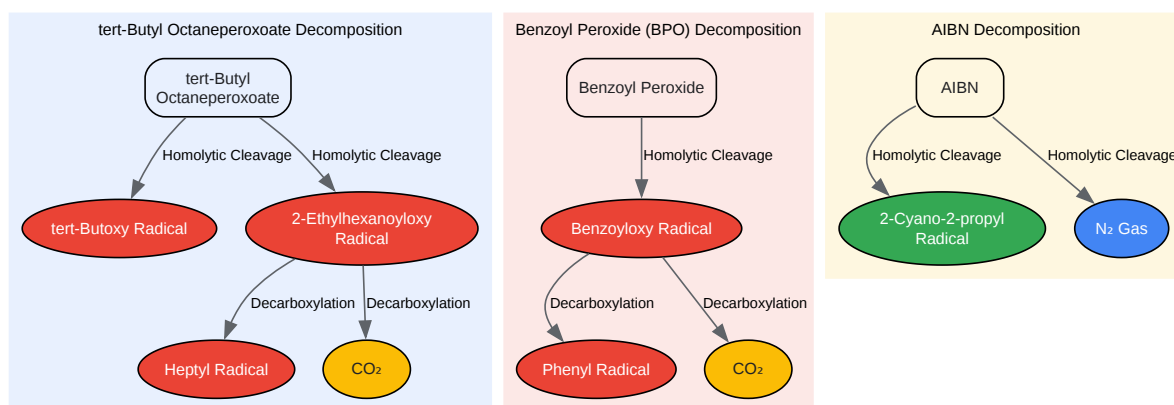 tert-Butyl Octaneperoxoate Decomposition
tert-Butyl
Octaneperoxoate
Homolytic Cleavage
Homolytic Cleavage
tert-Butoxy Radical
2-Ethylhexanoyloxy
Radical
Decarboxylation
Decarboxylation
Heptyl Radical
CO₂
Benzoyl Peroxide (BPO) Decomposition
Benzoyl Peroxide
Homolytic Cleavage
Benzoyloxy Radical
Decarboxylation
Decarboxylation
Phenyl Radical
CO₂
AIBN Decomposition
AIBN
Homolytic Cleavage
Homolytic Cleavage
2-Cyano-2-propyl
Radical
N₂ Gas